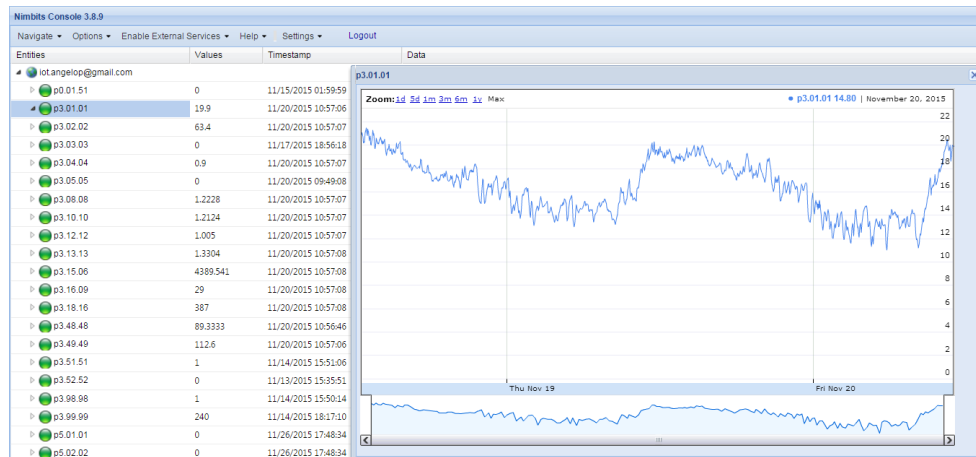 Nimbits Console 3.8.9
Navigate Options Enable External Services Help Settings Logout
Entities Values Timestamp Data
iot.angelop@gmail.com
p0.01.51 0 11/15/2015 01:59:59
p3.01.01 19.9 11/20/2015 10:57:06
p3.02.02 63.4 11/20/2015 10:57:07
p3.03.03 0 11/17/2015 18:56:18
p3.04.04 0.9 11/20/2015 10:57:07
p3.05.05 0 11/20/2015 09:49:08
p3.08.08 1.2228 11/20/2015 10:57:07
p3.10.10 1.2124 11/20/2015 10:57:07
p3.12.12 1.005 11/20/2015 10:57:07
p3.13.13 1.3304 11/20/2015 10:57:08
p3.15.06 4389.541 11/20/2015 10:57:08
p3.16.09 29 11/20/2015 10:57:08
p3.18.16 387 11/20/2015 10:57:08
p3.48.48 89.3333 11/20/2015 10:56:46
p3.49.49 112.6 11/20/2015 10:57:06
p3.51.51 1 11/14/2015 15:51:06
p3.52.52 0 11/13/2015 15:35:51
p3.98.98 1 11/14/2015 15:50:14
p3.99.99 240 11/14/2015 18:17:10
p5.01.01 0 11/26/2015 17:48:34
p5.02.02 0 11/26/2015 17:48:34
p3.01.01
Zoom: 1d 5d 1m 3m 6m 1y Max
p3.01.01 14.80 | November 20, 2015
22
20
18
16
14
12
10
8
6
4
2
0
Thu Nov 19 Fri Nov 20